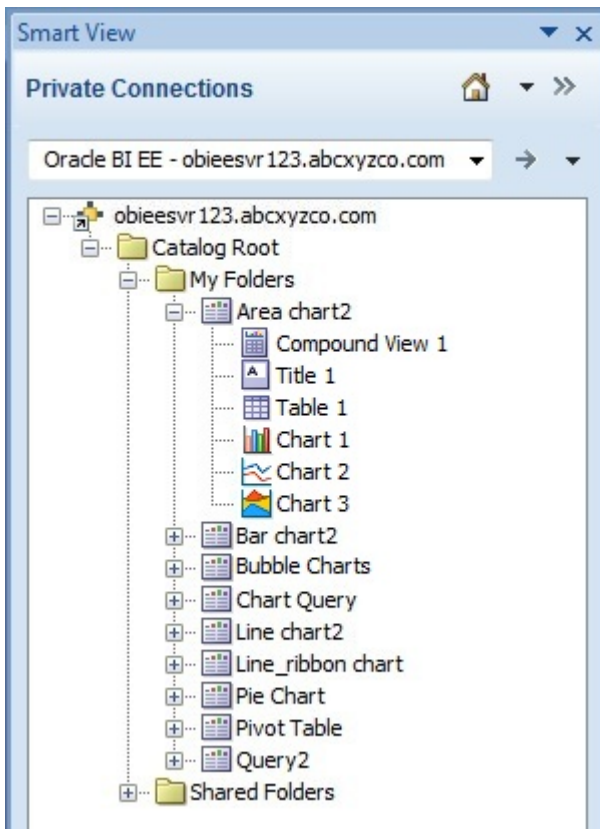 Smart View
Private Connections
Oracle BI EE - obieesvr123.abcxyzco.com
obieesvr123.abcxyzco.com
Catalog Root
My Folders
Area chart2
Compound View 1
Title 1
Table 1
Chart 1
Chart 2
Chart 3
Bar chart2
Bubble Charts
Chart Query
Line chart2
Line_ribbon chart
Pie Chart
Pivot Table
Query2
Shared Folders